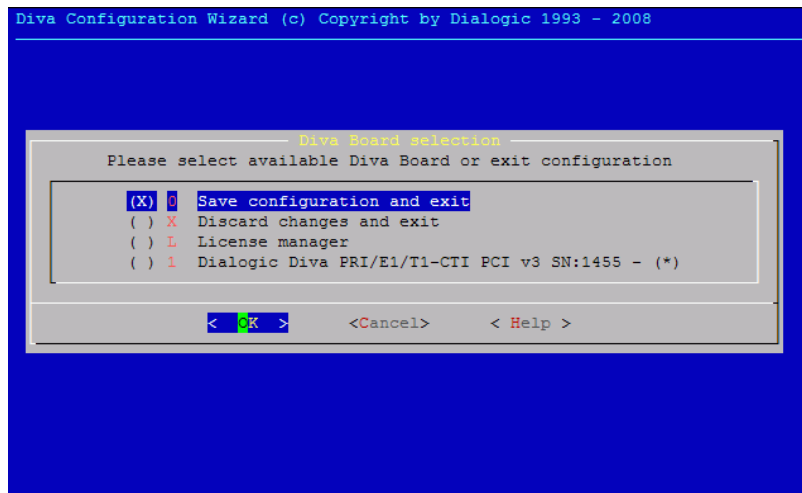 Diva Configuration Wizard (c) Copyright by Dialogic 1993 - 2008
Diva Board selection
Please select available Diva Board or exit configuration
(X) 0 Save configuration and exit
( ) X Discard changes and exit
( ) L License manager
( ) 1 Dialogic Diva PRI/E1/T1-CTI PCI v3 SN:1455 - (*)
< OK > <Cancel> < Help >